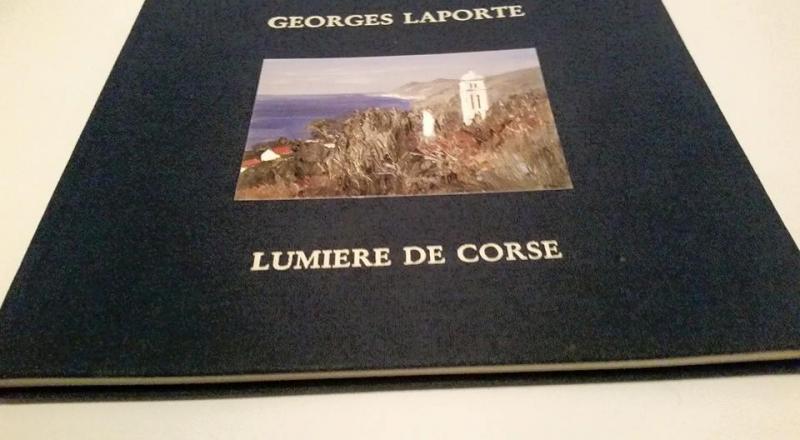 GEORGES LAPORTE
LUMIERE DE CORSE